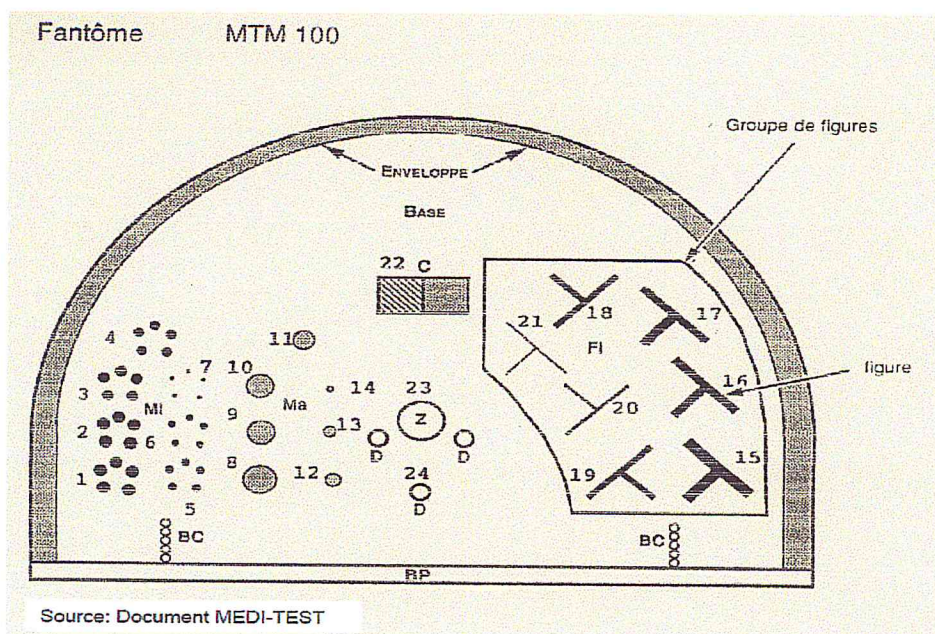 Fantôme MTM 100
Groupe de figures
ENVELOPPE
BASE
22 C
18
17
21
FI
11
4
7
10
14
23
16
figure
3
MI
Ma
9
13
Z
20
2
6
D
D
15
8
12
24
19
1
5
D
BC
BC
RP
Source: Document MEDI-TEST